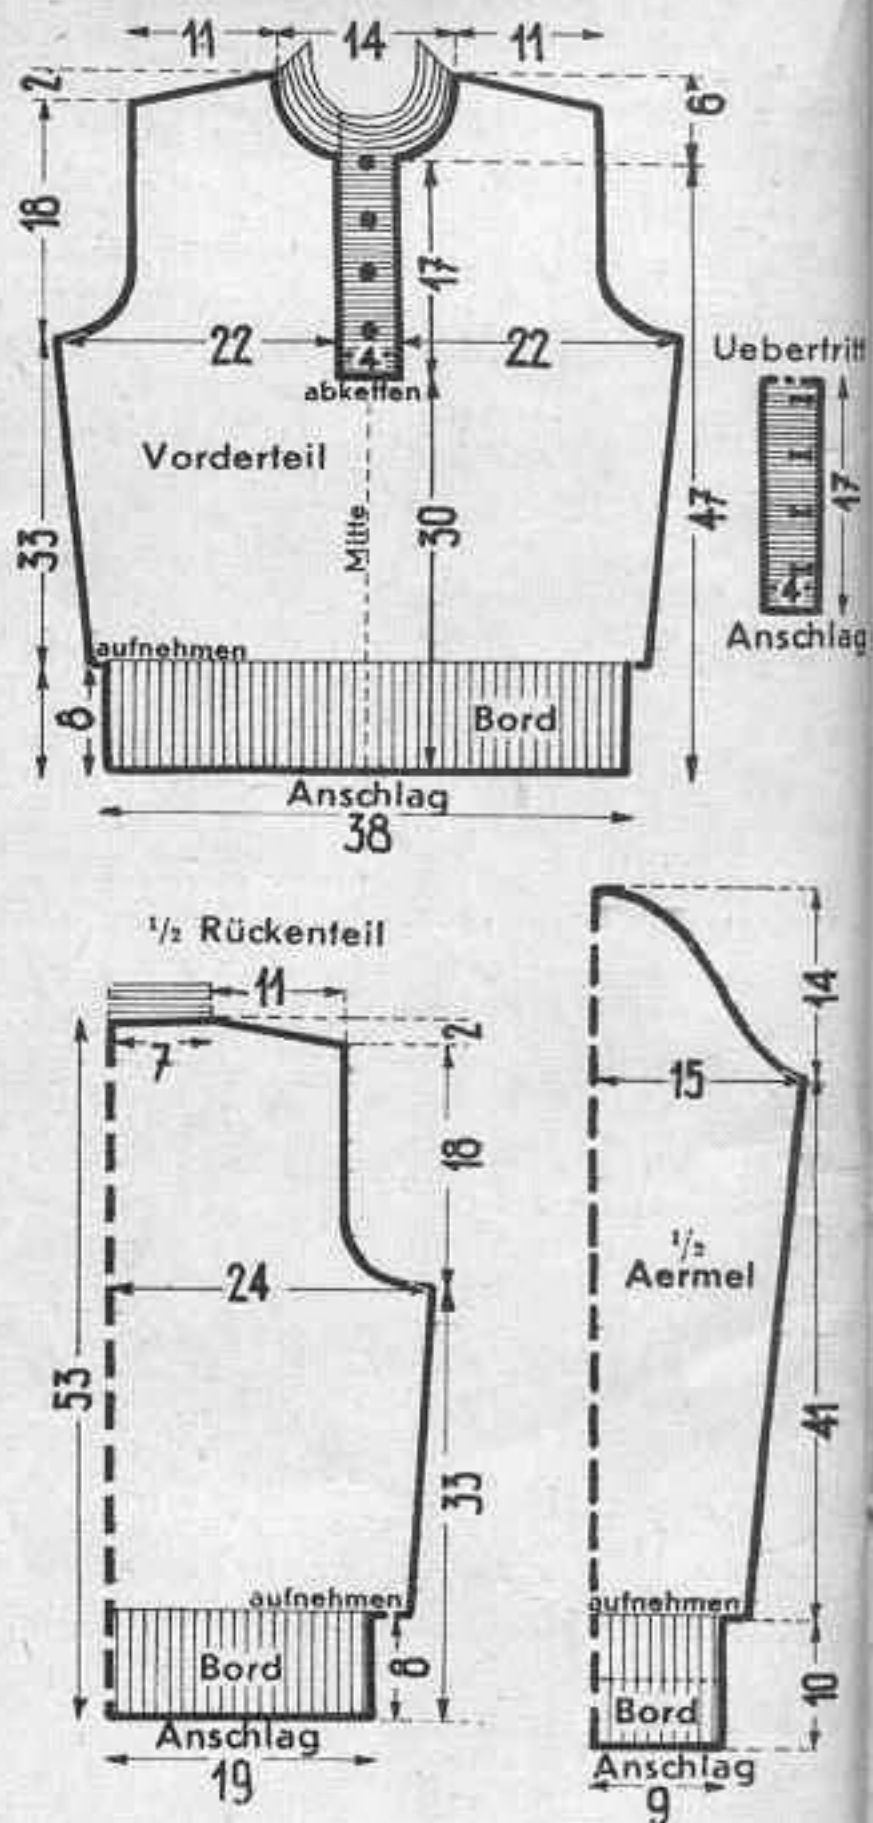 11 14 11
2
6
18
17
22 4 22
abketten
Uebertritt
Vorderteil
Mitte
30
47
17
33
4
Anschlag
aufnehmen
8
Bord
Anschlag
38
1/2 Rückenteil
11
2
7
14
15
18
24
1/2
Aermel
53
41
33
aufnehmen
aufnehmen
Bord
8
Bord
10
Anschlag
19
Anschlag
9